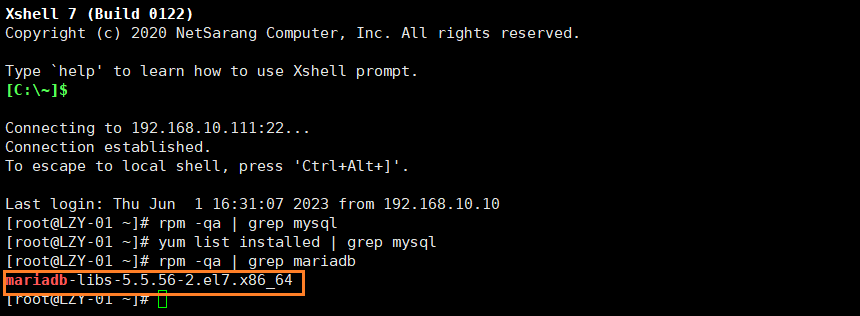 Xshell 7 (Build 0122)
Copyright (c) 2020 NetSarang Computer, Inc. All rights reserved.
Type `help' to learn how to use Xshell prompt.
[C:\~]$
Connecting to 192.168.10.111:22...
Connection established.
To escape to local shell, press 'Ctrl+Alt+]'.
Last login: Thu Jun  1 16:31:07 2023 from 192.168.10.10
[root@LZY-01 ~]# rpm -qa | grep mysql
[root@LZY-01 ~]# yum list installed | grep mysql
[root@LZY-01 ~]# rpm -qa | grep mariadb
mariadb-libs-5.5.56-2.el7.x86_64
[root@LZY-01 ~]#